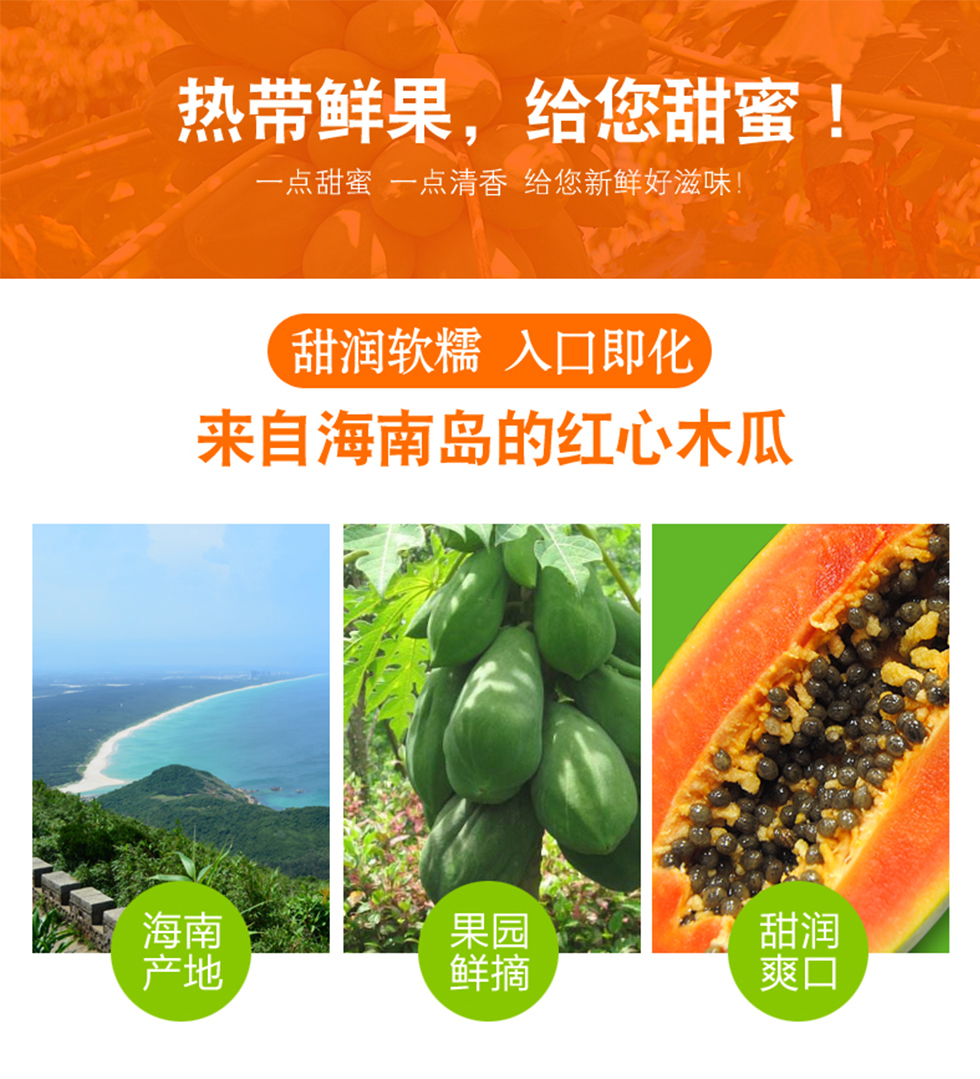 热带鲜果，给您甜蜜！
一点甜蜜 一点清香 给您新鲜好滋味!
甜润软糯 入口即化
来自海南岛的红心木瓜
海南
产地
果园
鲜摘
甜润
爽口